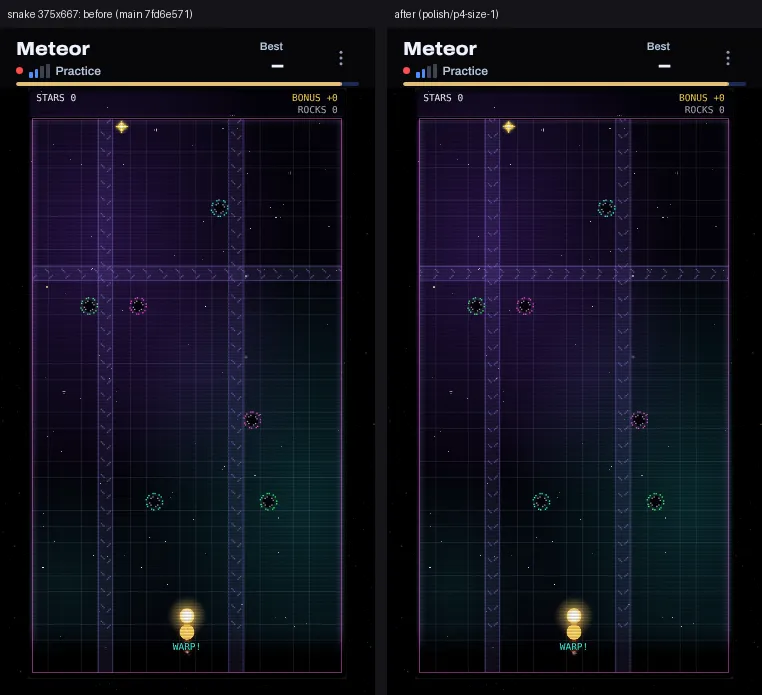 snake 375x667: before (main 7fd6e571)
Meteor
Best
Practice
STARS 0
BONUS +0
ROCKS 0
WARP!
after (polish/p4-size-1)
Meteor
Best
Practice
STARS 0
BONUS +0
ROCKS 0
WARP!